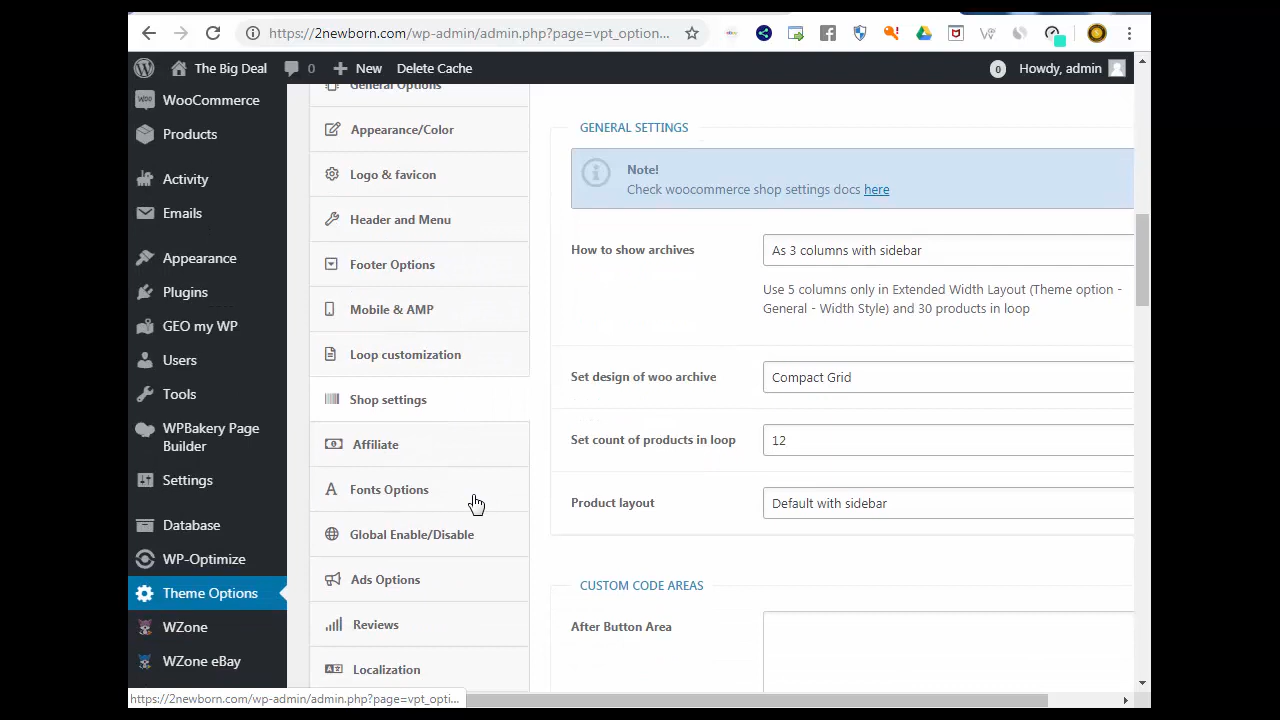 https://2newborn.com/wp-admin/admin.php?page=vpt_option...
The Big Deal
0
New
Delete Cache
0
Howdy, admin
WooCommerce
Products
Activity
Emails
Appearance
Plugins
GEO my WP
Users
Tools
WPBakery Page
Builder
Settings
Database
WP-Optimize
Theme Options
WZone
WZone eBay
General Options
Appearance/Color
Logo & favicon
Header and Menu
Footer Options
Mobile & AMP
Loop customization
Shop settings
Affiliate
Fonts Options
Global Enable/Disable
Ads Options
Reviews
Localization
GENERAL SETTINGS
Note!
Check woocommerce shop settings docs here
How to show archives
As 3 columns with sidebar
Use 5 columns only in Extended Width Layout (Theme option -
General - Width Style) and 30 products in loop
Set design of woo archive
Compact Grid
Set count of products in loop
12
Product layout
Default with sidebar
CUSTOM CODE AREAS
After Button Area
https://2newborn.com/wp-admin/admin.php?page=vpt_opti...